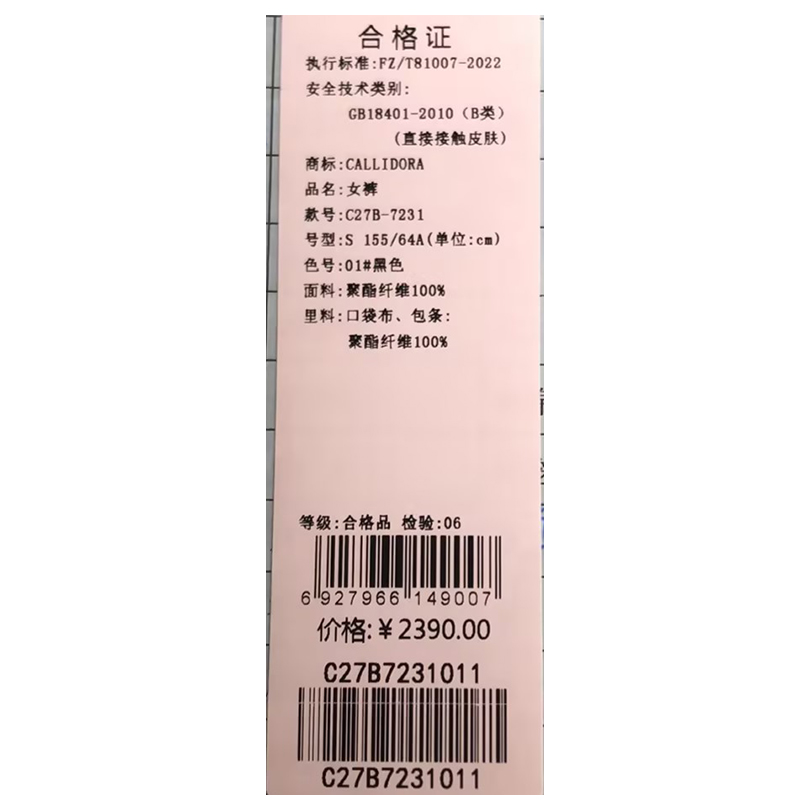 合格证
执行标准:FZ/T81007-2022
安全技术类别:
GB18401-2010(B类)
(直接接触皮肤)
商标:CALLIDORA
品名:女裤
款号:C27B-7231
号型:S 155/64A(单位:cm)
色号:01#黑色
面料:聚酯纤维100%
里料:口袋布、包条:
聚酯纤维100%
等级:合格品 检验:06
6 927966 149007
价格:¥2390.00
C27B7231011
C27B7231011